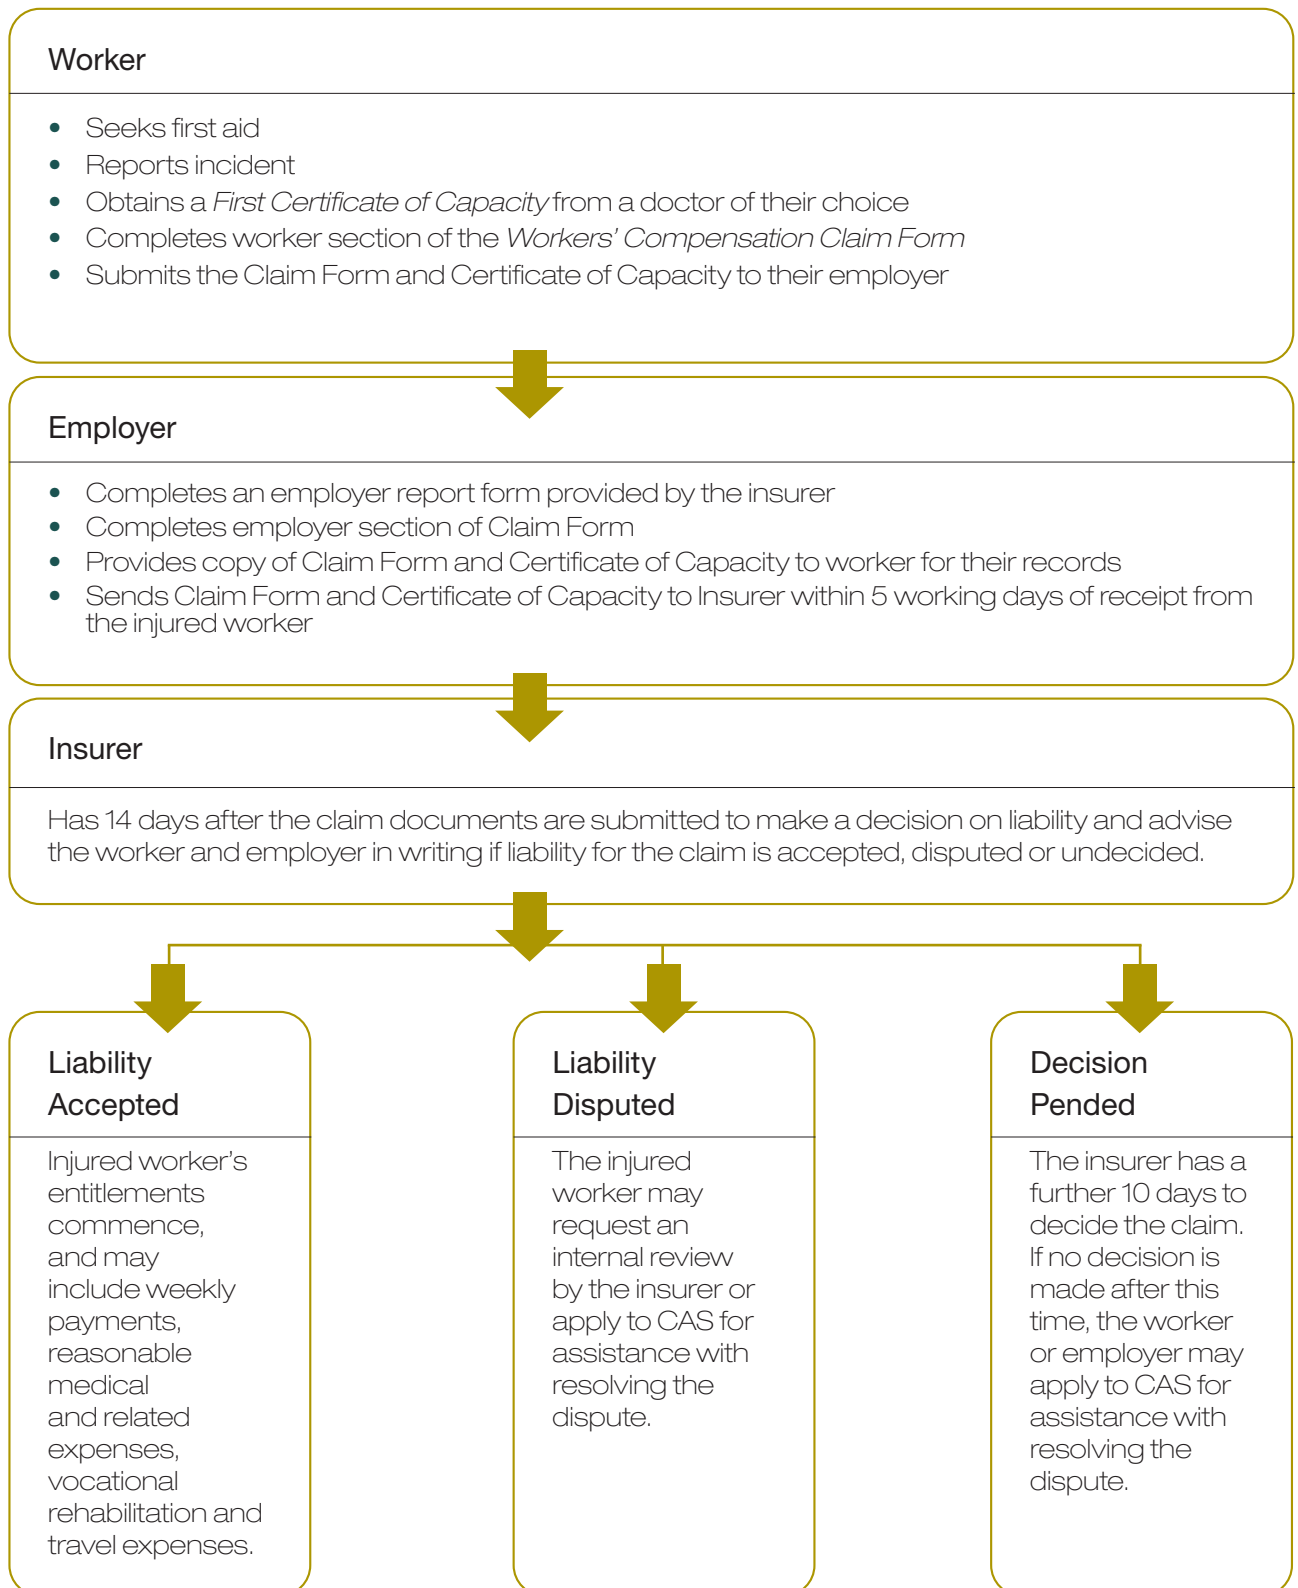 Worker
• Seeks first aid
• Reports incident
• Obtains a First Certificate of Capacity from a doctor of their choice
• Completes worker section of the Workers' Compensation Claim Form
• Submits the Claim Form and Certificate of Capacity to their employer
Employer
• Completes an employer report form provided by the insurer
• Completes employer section of Claim Form
• Provides copy of Claim Form and Certificate of Capacity to worker for their records
• Sends Claim Form and Certificate of Capacity to Insurer within 5 working days of receipt from
the injured worker
Insurer
Has 14 days after the claim documents are submitted to make a decision on liability and advise
the worker and employer in writing if liability for the claim is accepted, disputed or undecided.
Liability
Accepted
Injured worker's
entitlements
commence,
and may
include weekly
payments,
reasonable
medical
and related
expenses,
vocational
rehabilitation and
travel expenses.
Liability
Disputed
The injured
worker may
request an
internal review
by the insurer or
apply to CAS for
assistance with
resolving the
dispute.
Decision
Pended
The insurer has a
further 10 days to
decide the claim.
If no decision is
made after this
time, the worker
or employer may
apply to CAS for
assistance with
resolving the
dispute.